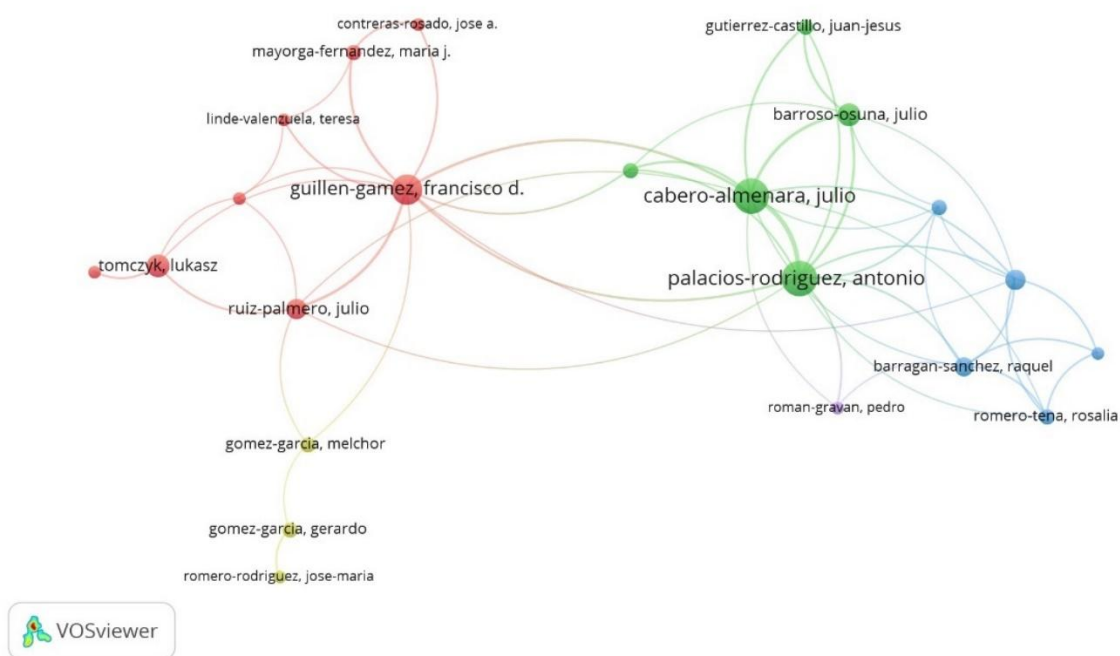 contreras-rosado, jose a.
gutierrez-castillo, juan-jesus
mayorga-fernandez, maria j.
linde-valenzuela, teresa
barroso-osuna, julio
guillen-gamez, francisco d.
cabero-almenara, julio
tomczyk, lukasz
palacios-rodriguez, antonio
ruiz-palmero, julio
barragan-sanchez, raquel
roman-gravan, pedro
romero-tena, rosalia
gomez-garcia, melchor
gomez-garcia, gerardo
romero-rodriguez, jose-maria
VOSviewer